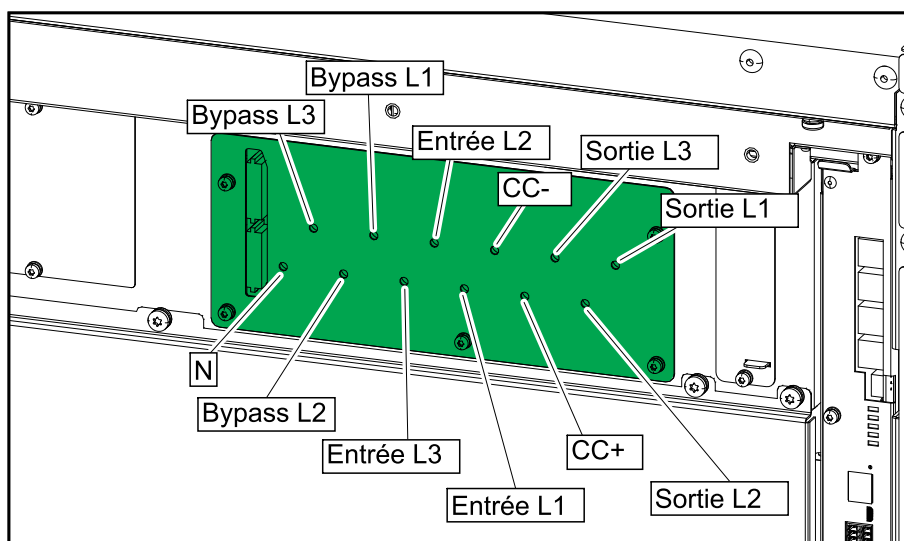 Bypass L1
Bypass L3
Entrée L2
Sortie L3
CC-
Sortie L1
N
Bypass L2
Entrée L3
CC+
Entrée L1
Sortie L2